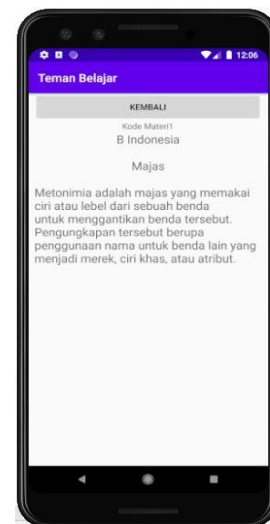 12:06
Teman Belajar
KEMBALI
Kode Materi1
B Indonesia
Majas
Metonimia adalah majas yang memakai
ciri atau lebel dari sebuah benda
untuk menggantikan benda tersebut.
Pengungkapan tersebut berupa
penggunaan nama untuk benda lain yang
menjadi merek, ciri khas, atau atribut.